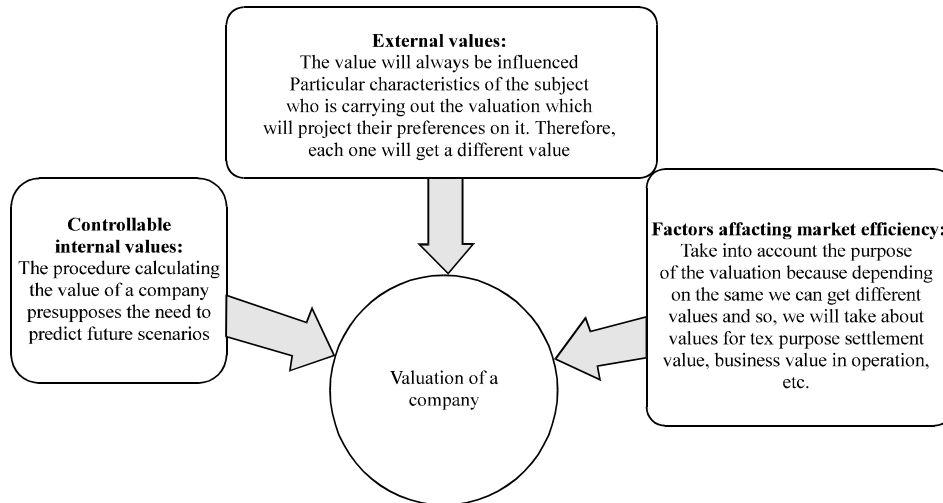 External values:
The value will always be influenced
Particular characteristics of the subject
who is carrying out the valuation which
will project their preferences on it. Therefore,
each one will get a different value
Controllable
internal values:
The procedure calculating
the value of a company
presupposes the need to
predict future scenarios
Factors affecting market efficiency:
Take into account the purpose
of the valuation because depending
on the same we can get different
values and so, we will take about
values for tex purpose settlement
value, business value in operation,
etc.
Valuation of a
company